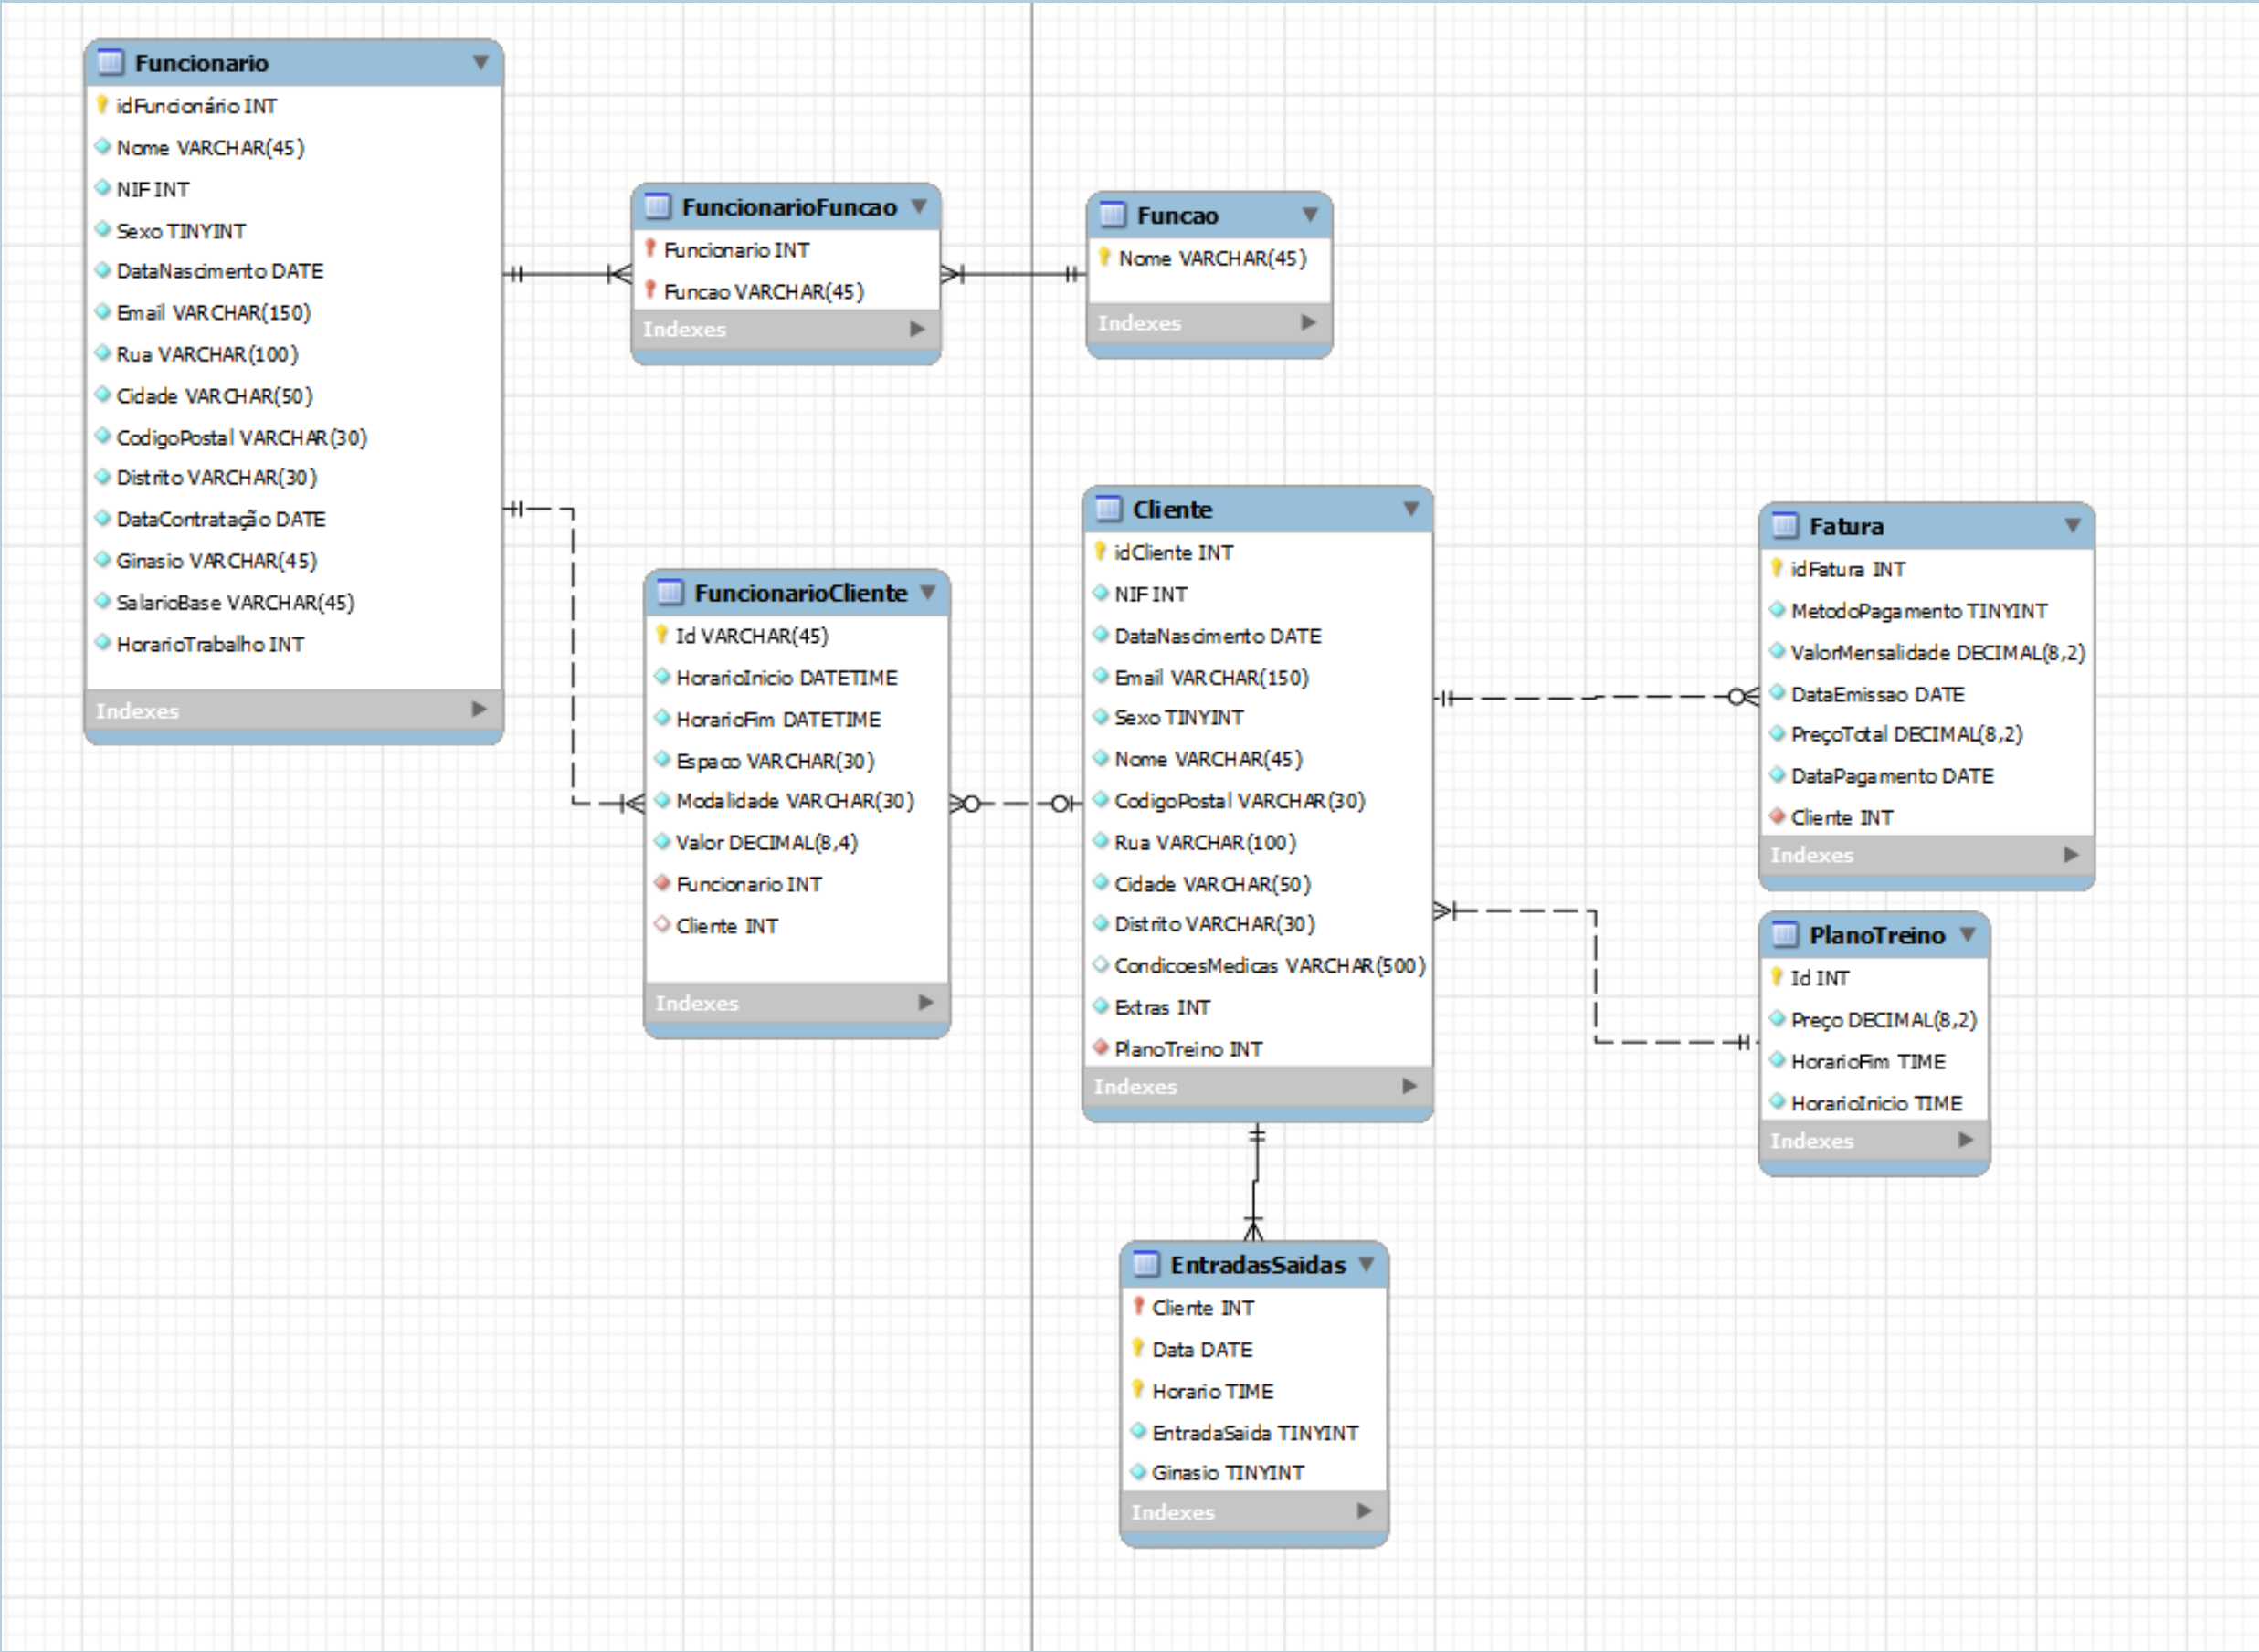 Funcionario
idFuncionário INT
Nome VARCHAR(45)
NIF INT
Sexo TINYINT
DataNascimento DATE
Email VARCHAR(150)
Rua VARCHAR(100)
Cidade VARCHAR(50)
CodigoPostal VARCHAR(30)
Distrito VARCHAR(30)
DataContratação DATE
Ginasio VARCHAR(45)
SalarioBase VARCHAR(45)
HorarioTrabalho INT
Indexes
FuncionarioFuncao
Funcionario INT
Funcao VARCHAR(45)
Indexes
Funcao
Nome VARCHAR(45)
Indexes
FuncionarioCliente
Id VARCHAR(45)
HorarioInicio DATETIME
HorarioFim DATETIME
Espaco VARCHAR(30)
Modalidade VARCHAR(30)
Valor DECIMAL(8,4)
Funcionario INT
Cliente INT
Indexes
Cliente
idCliente INT
NIF INT
DataNascimento DATE
Email VARCHAR(150)
Sexo TINYINT
Nome VARCHAR(45)
CodigoPostal VARCHAR(30)
Rua VARCHAR(100)
Cidade VARCHAR(50)
Distrito VARCHAR(30)
CondicoesMedicas VARCHAR(500)
Extras INT
PlanoTreino INT
Indexes
Fatura
idFatura INT
MetodoPagamento TINYINT
ValorMensalidade DECIMAL(8,2)
DataEmissao DATE
PreçoTotal DECIMAL(8,2)
DataPagamento DATE
Cliente INT
Indexes
PlanoTreino
Id INT
Preço DECIMAL(8,2)
HorarioFim TIME
HorarioInicio TIME
Indexes
EntradasSaidas
Cliente INT
Data DATE
Horario TIME
EntradaSaida TINYINT
Ginasio TINYINT
Indexes